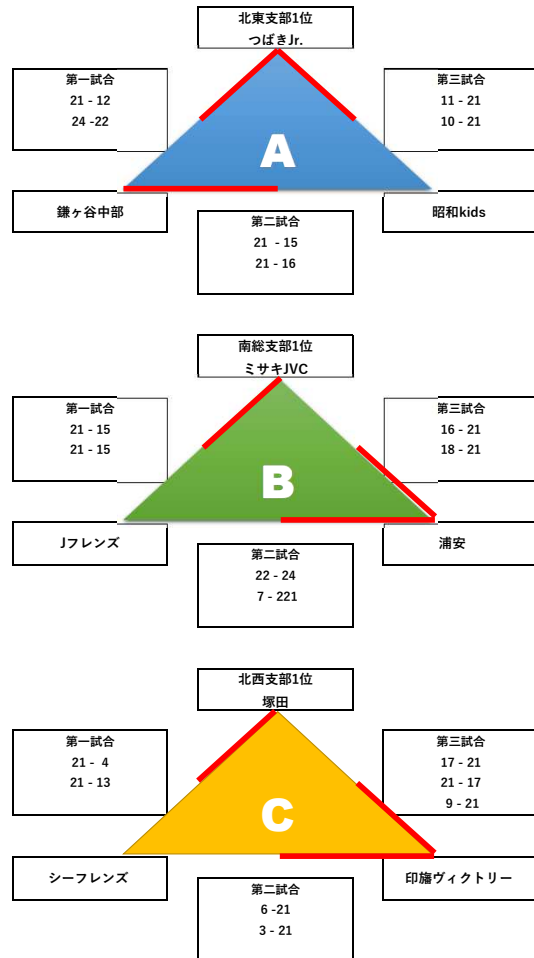 北東支部1位
つばきJr.
第一試合
21 - 12
24 -22
第三試合
11 - 21
10 - 21
A
鎌ヶ谷中部
昭和kids
第二試合
21 - 15
21 - 16
南総支部1位
ミサキJVC
第一試合
21 - 15
21 - 15
第三試合
16 - 21
18 - 21
B
Jフレンズ
浦安
第二試合
22 - 24
7 - 221
北西支部1位
塚田
第一試合
21 - 4
21 - 13
第三試合
17 - 21
21 - 17
9 - 21
C
シーフレンズ
印旛ヴィクトリー
第二試合
6 -21
3 - 21